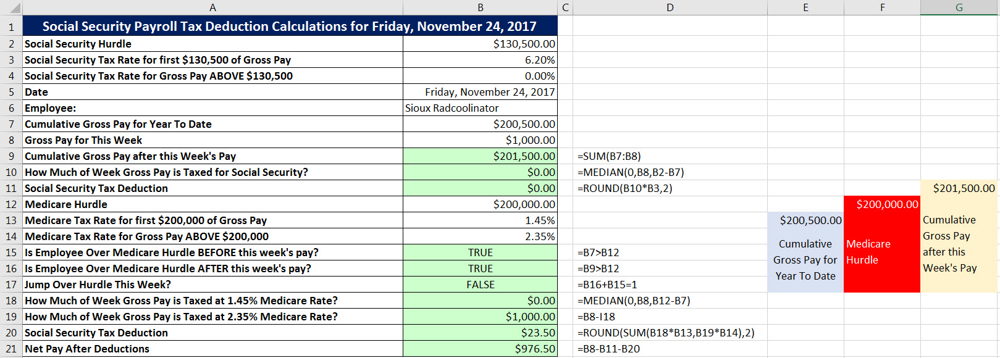 A B C D E F G
1 Social Security Payroll Tax Deduction Calculations for Friday, November 24, 2017
2 Social Security Hurdle $130,500.00
3 Social Security Tax Rate for first $130,500 of Gross Pay 6.20%
4 Social Security Tax Rate for Gross Pay ABOVE $130,500 0.00%
5 Date Friday, November 24, 2017
6 Employee: Sioux Radcoolinator
7 Cumulative Gross Pay for Year To Date $200,500.00
8 Gross Pay for This Week $1,000.00
9 Cumulative Gross Pay after this Week's Pay $201,500.00 =SUM(B7:B8)
10 How Much of Week Gross Pay is Taxed for Social Security? $0.00 =MEDIAN(0,B8,B2-B7)
11 Social Security Tax Deduction $0.00 =ROUND(B10*B3,2) $201,500.00
12 Medicare Hurdle $200,000.00 $200,000.00
13 Medicare Tax Rate for first $200,000 of Gross Pay 1.45% $200,500.00
14 Medicare Tax Rate for Gross Pay ABOVE $200,000 2.35%
15 Is Employee Over Medicare Hurdle BEFORE this week's pay? TRUE =B7>B12
16 Is Employee Over Medicare Hurdle AFTER this week's pay? TRUE =B9>B12
17 Jump Over Hurdle This Week? FALSE =B16+B15=1
18 How Much of Week Gross Pay is Taxed at 1.45% Medicare Rate? $0.00 =MEDIAN(0,B8,B12-B7)
19 How Much of Week Gross Pay is Taxed at 2.35% Medicare Rate? $1,000.00 =B8-I18
20 Social Security Tax Deduction $23.50 =ROUND(SUM(B18*B13,B19*B14),2)
21 Net Pay After Deductions $976.50 =B8-B11-B20
Cumulative
Gross Pay for
Year To Date
Medicare
Hurdle
Cumulative
Gross Pay
after this
Week's Pay